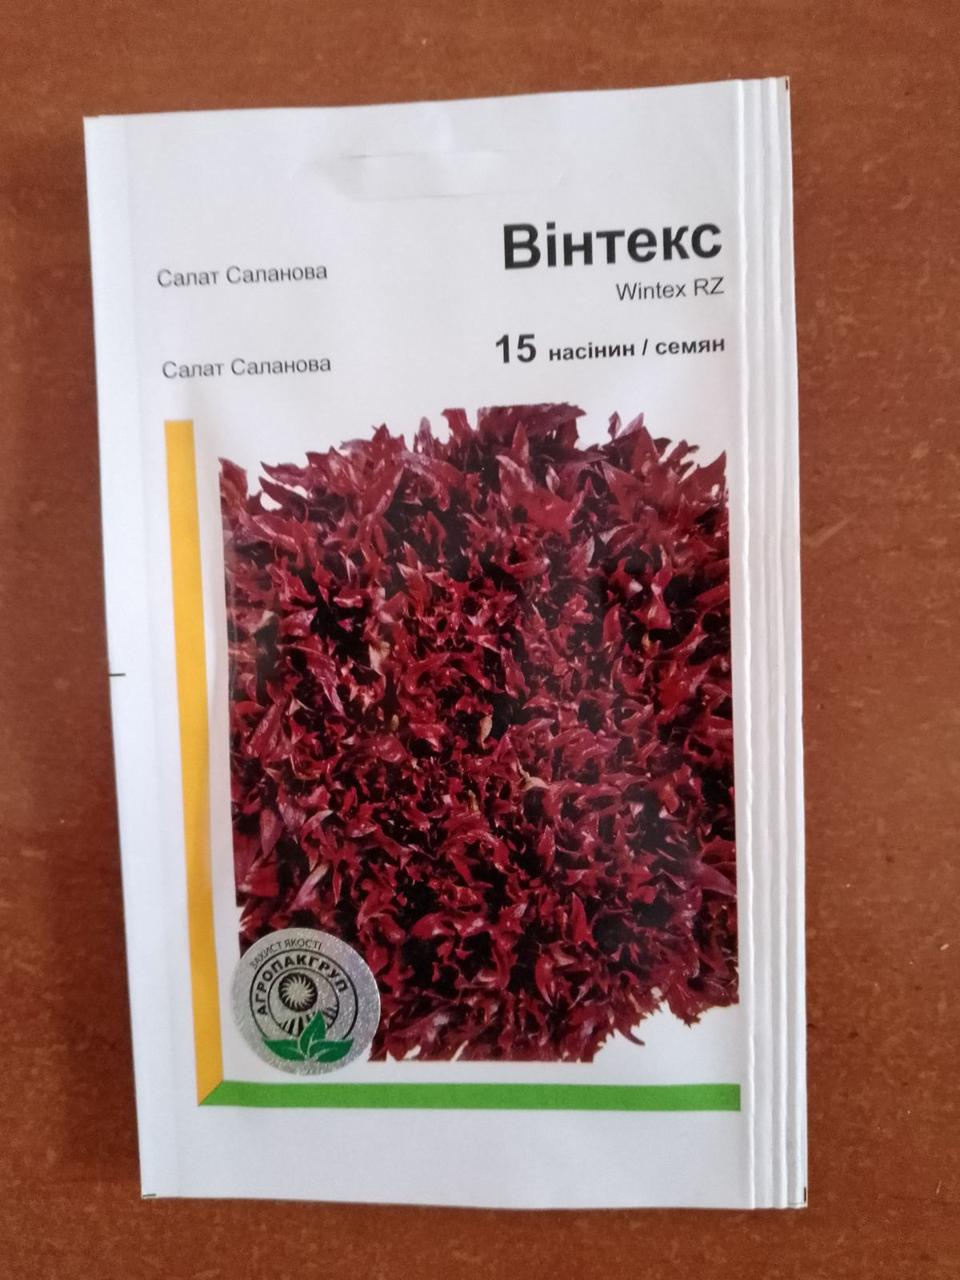 Вінтекс
Салат Саланова
Wintex RZ
15 насінин / семян
Салат Саланова
ЗАХИСТ ЯКОСТІ
АГРОПАКГРУП